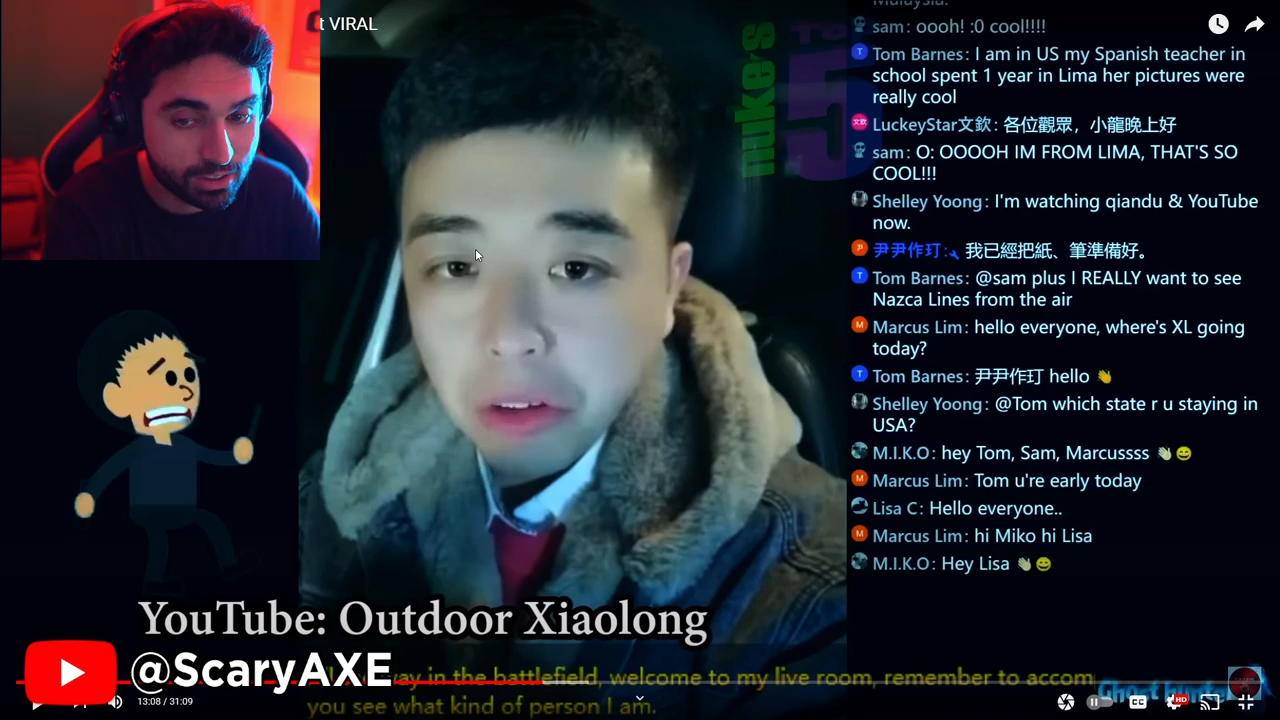 t VIRAL
nuke's
TOP
5
Malaysia.
sam: oooh! :0 cool!!!!
Tom Barnes: I am in US my Spanish teacher in
school spent 1 year in Lima her pictures were
really cool
LuckeyStar文欽: 各位觀眾，小龍晚上好
sam: O: OOOOH IM FROM LIMA, THAT'S SO
COOL!!!
Shelley Yoong: I'm watching qiandu & YouTube
now.
尹尹作玎: 我已經把紙、筆準備好。
Tom Barnes: @sam plus I REALLY want to see
Nazca Lines from the air
Marcus Lim: hello everyone, where's XL going
today?
Tom Barnes: 尹尹作玎 hello 👋
Shelley Yoong: @Tom which state r u staying in
USA?
M.I.K.O: hey Tom, Sam, Marcussss 👋😄
Marcus Lim: Tom u're early today
Lisa C: Hello everyone..
Marcus Lim: hi Miko hi Lisa
M.I.K.O: Hey Lisa 👋😄
YouTube: Outdoor Xiaolong
@ScaryAXE
in the battlefield, welcome to my live room, remember to accom
you see what kind of person I am.
13:08 / 31:09
CC
HD